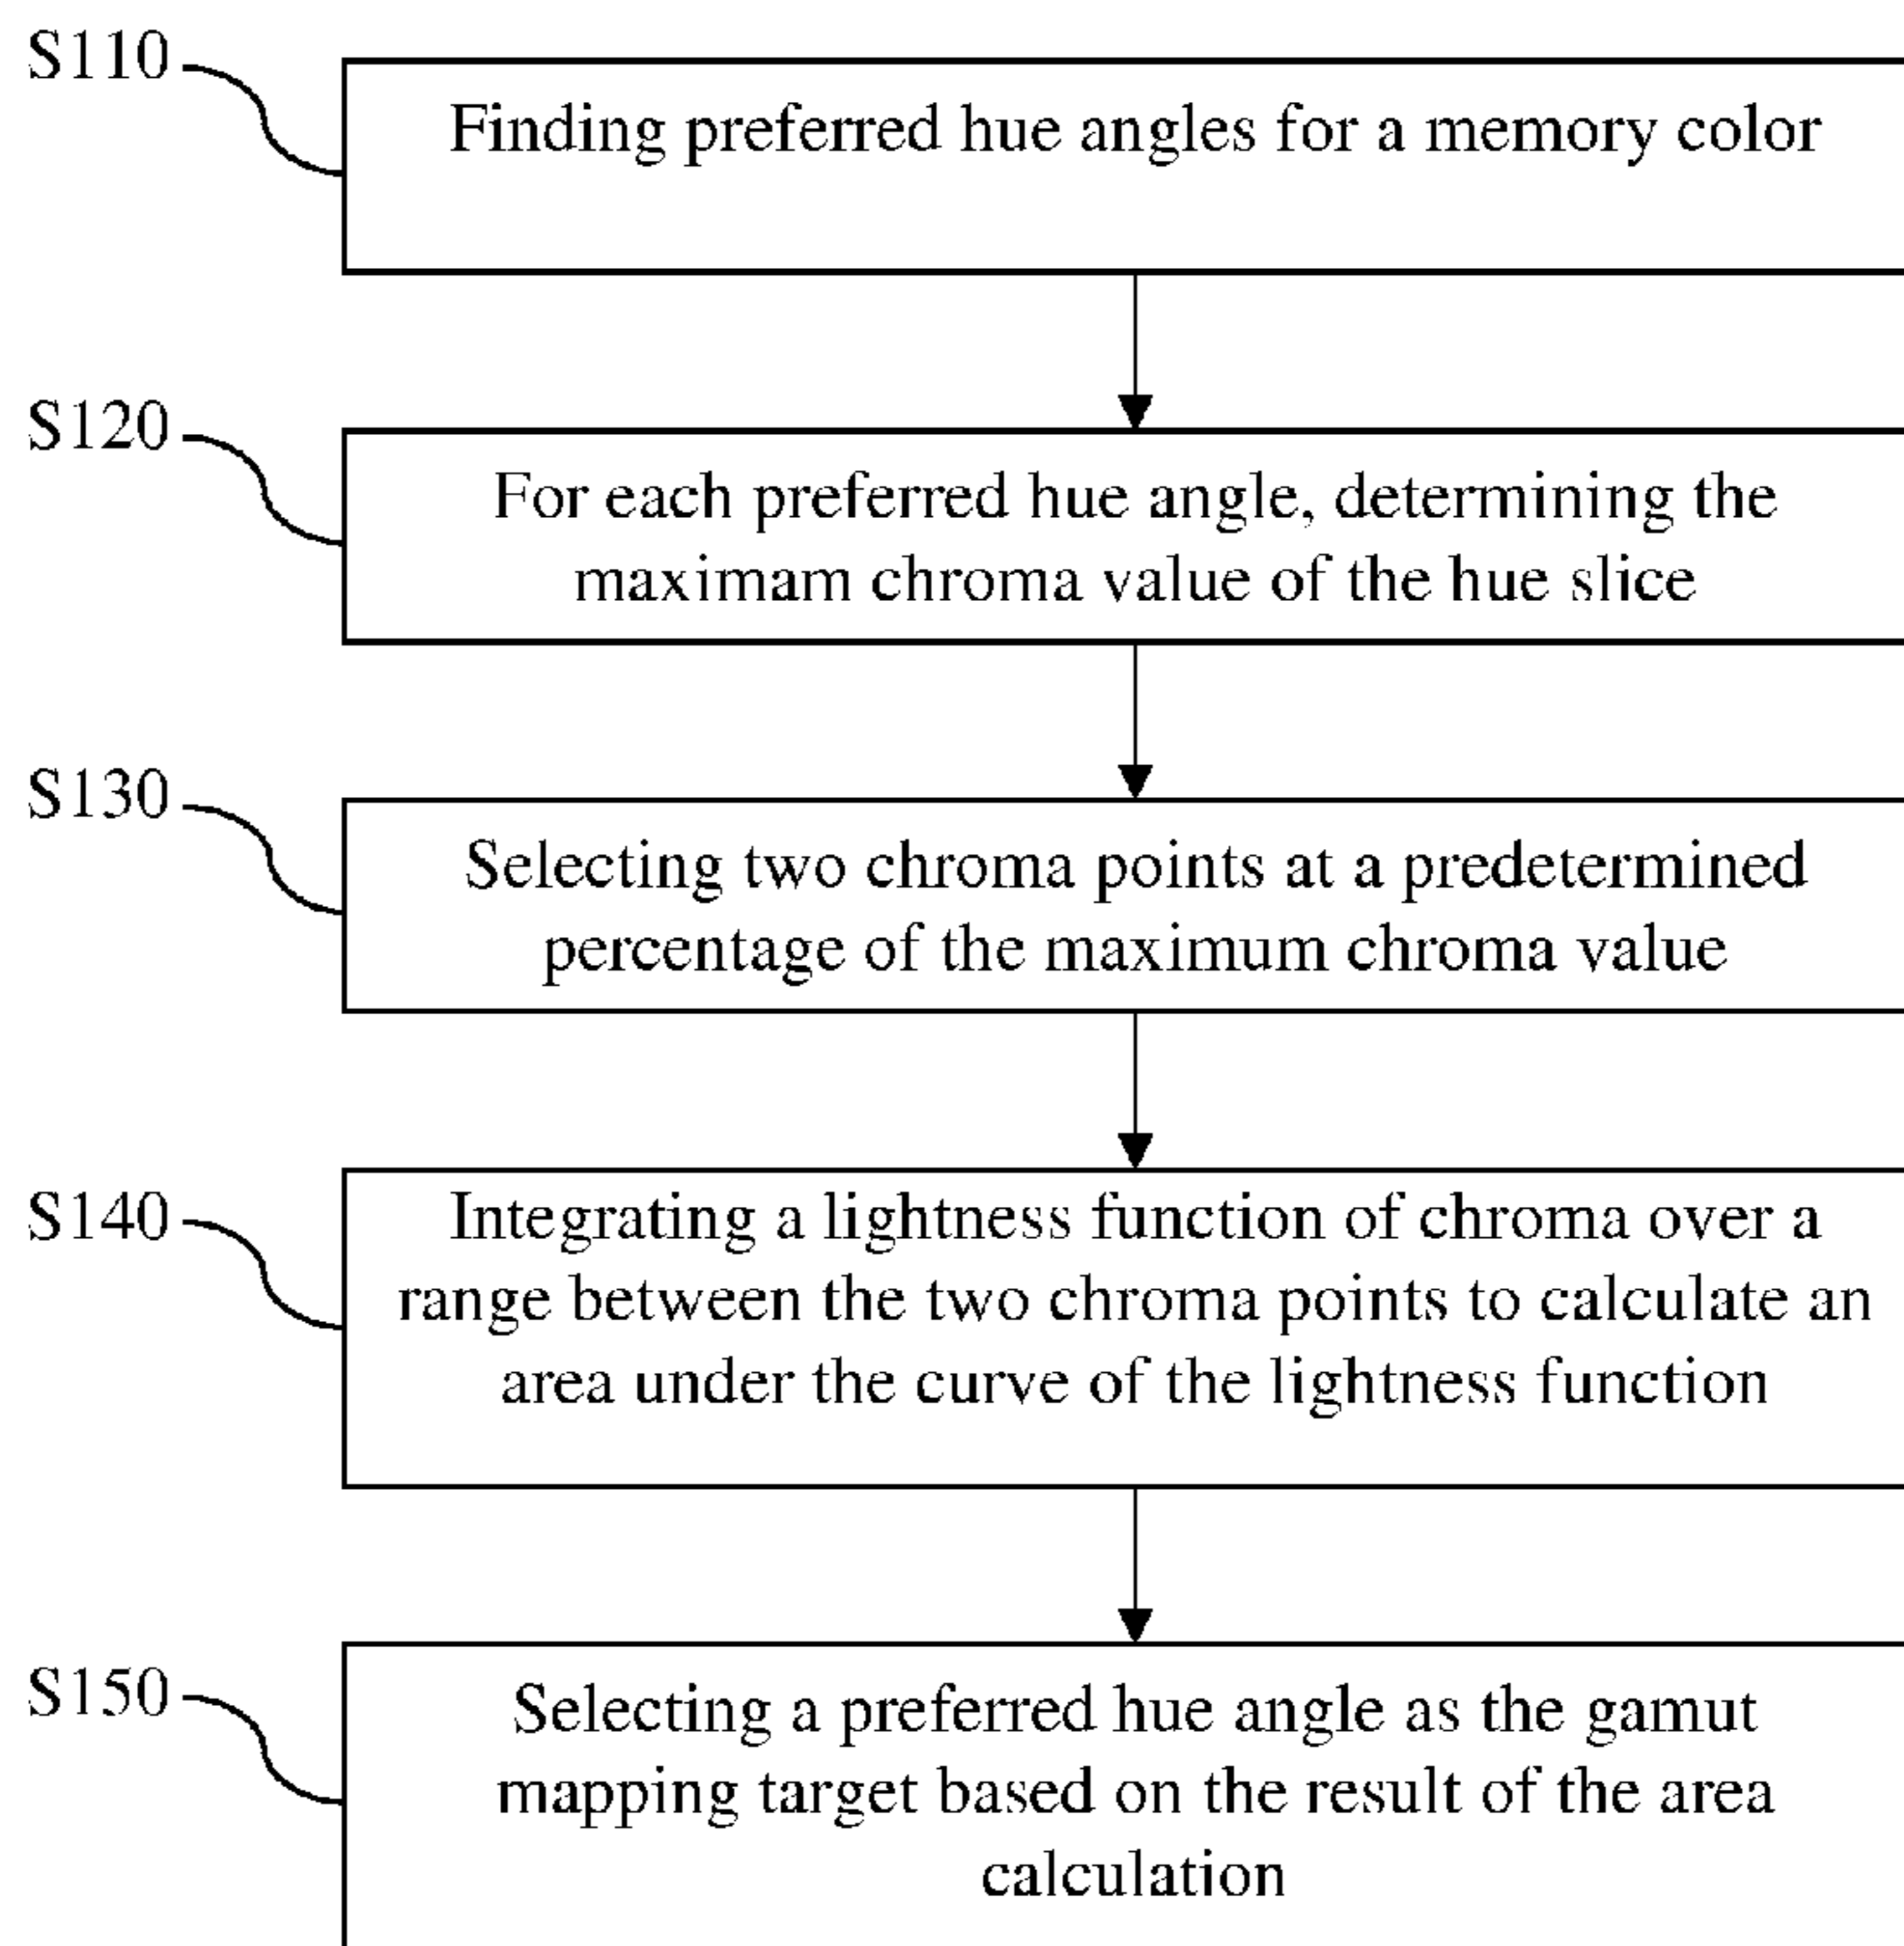 S110
Finding preferred hue angles for a memory color
S120
For each preferred hue angle, determining the
maximam chroma value of the hue slice
S130
Selecting two chroma points at a predetermined
percentage of the maximum chroma value
S140
Integrating a lightness function of chroma over a
range between the two chroma points to calculate an
area under the curve of the lightness function
S150
Selecting a preferred hue angle as the gamut
mapping target based on the result of the area
calculation